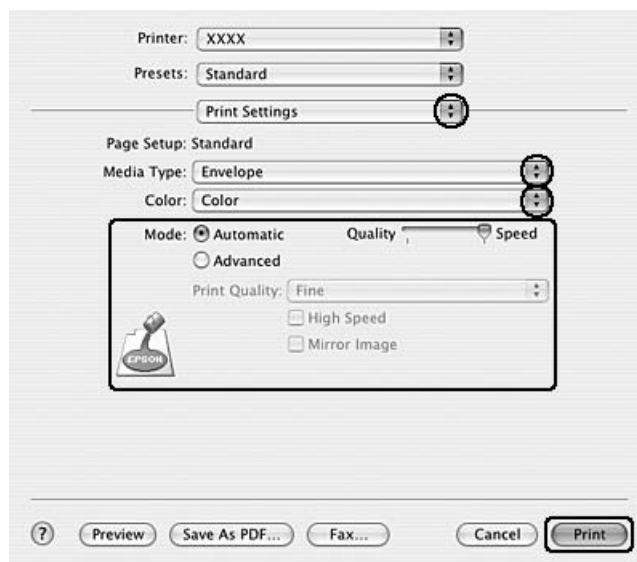 Printer: XXXX
Presets: Standard
Print Settings
Page Setup: Standard
Media Type: Envelope
Color: Color
Mode: Automatic Quality Speed
Advanced
Print Quality: Fine
High Speed
Mirror Image
EPSON
? Preview Save As PDF... Fax... Cancel Print